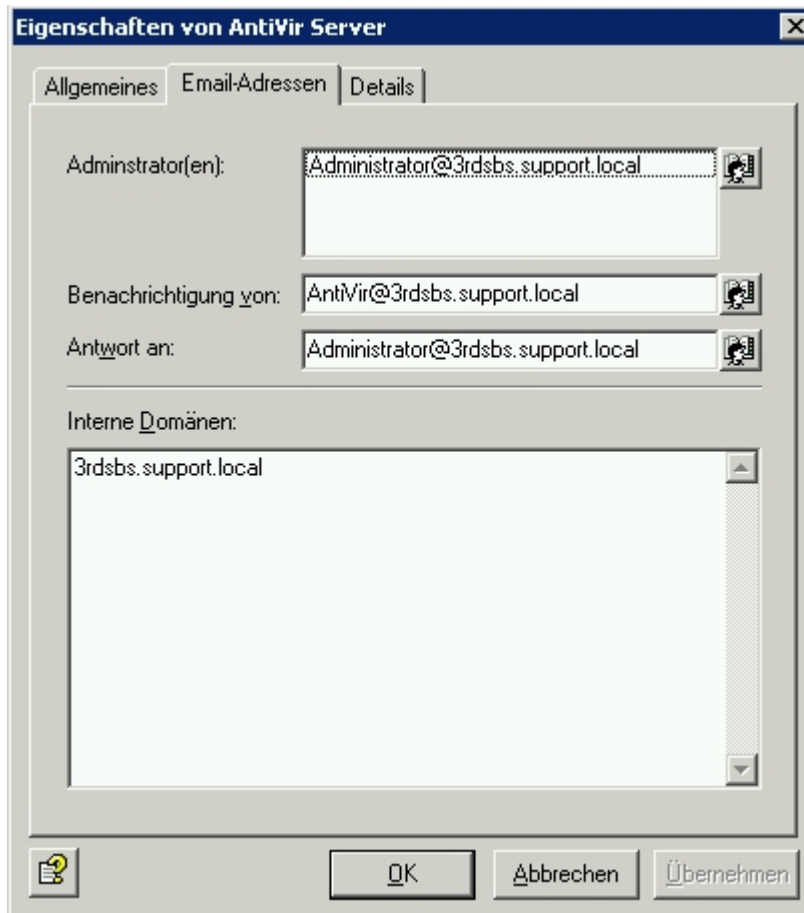 Eigenschaften von AntiVir Server
Allgemeines
Email-Adressen
Details
Adminstrator(en):
Administrator@3rdsbs.support.local
Benachrichtigung von:
AntiVir@3rdsbs.support.local
Antwort an:
Administrator@3rdsbs.support.local
Interne Domänen:
3rdsbs.support.local
OK
Abbrechen
Übernehmen